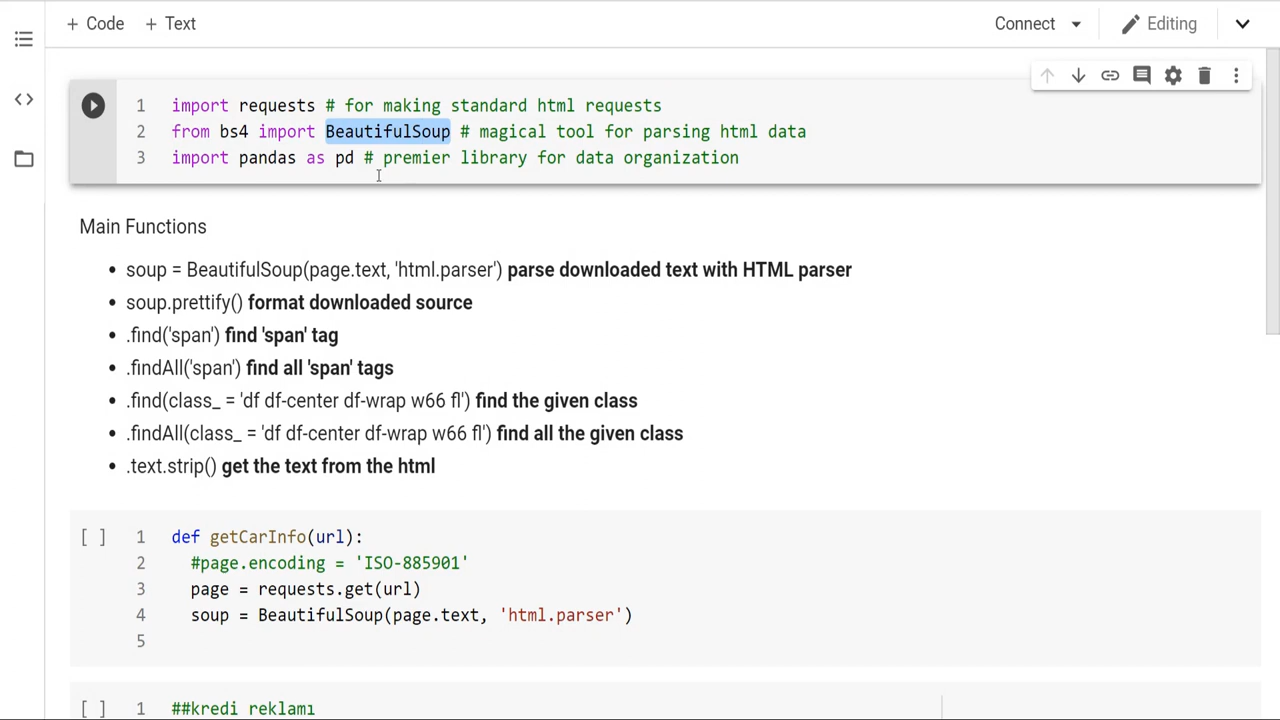 + Code + Text Connect Editing
1 import requests # for making standard html requests
2 from bs4 import BeautifulSoup # magical tool for parsing html data
3 import pandas as pd # premier library for data organization
Main Functions
• soup = BeautifulSoup(page.text, 'html.parser') parse downloaded text with HTML parser
• soup.prettify() format downloaded source
• .find('span') find 'span' tag
• .findAll('span') find all 'span' tags
• .find(class_ = 'df df-center df-wrap w66 fl') find the given class
• .findAll(class_ = 'df df-center df-wrap w66 fl') find all the given class
• .text.strip() get the text from the html
[ ] 1 def getCarInfo(url):
2 #page.encoding = 'ISO-885901'
3 page = requests.get(url)
4 soup = BeautifulSoup(page.text, 'html.parser')
5
[ ] 1 ##kredi reklamı